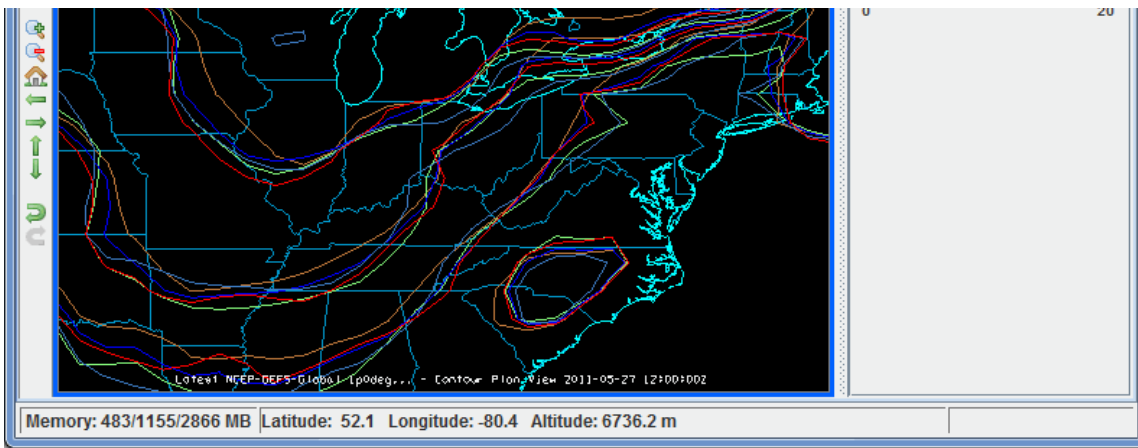 0 20
Latest NCEP-GEFS-Global 1p0deg... - Contour Plan View 2011-05-27 12:00:00Z
Memory: 483/1155/2866 MB Latitude: 52.1 Longitude: -80.4 Altitude: 6736.2 m